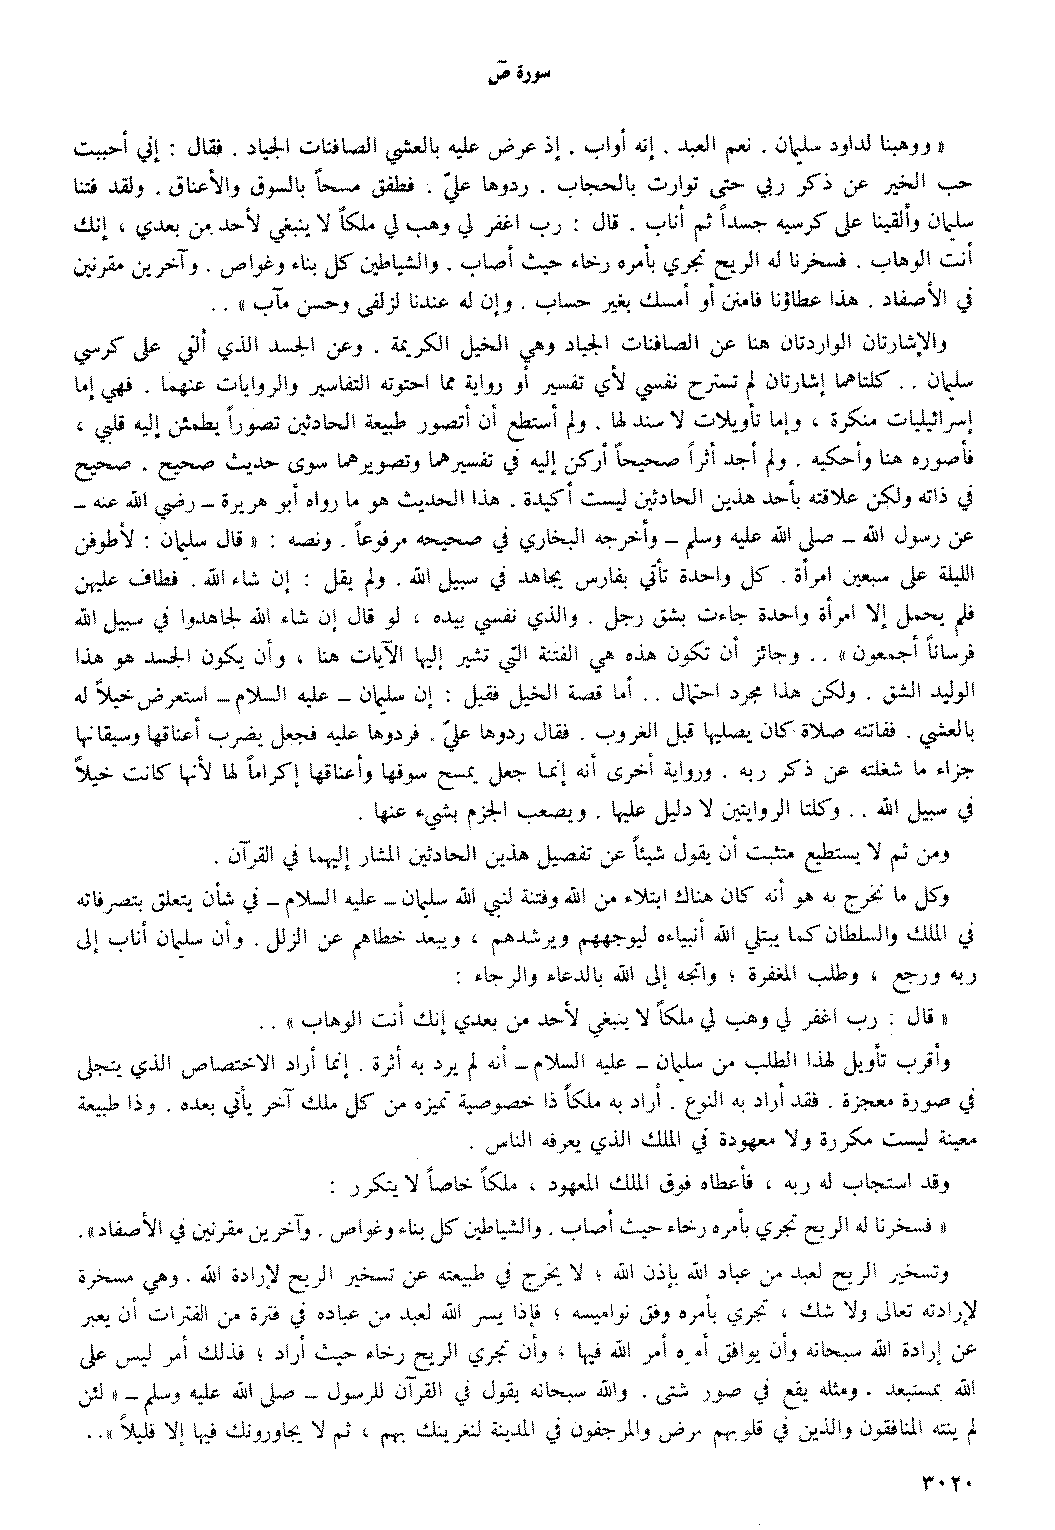 سورة صۤ
« ووهبنا لداود سليمان . نعم العبد . إنه أواب . إذ عرض عليه بالعشي الصافنات الجياد . فقال : إني أحببت
حب الخير عن ذكر ربي حتى توارت بالحجاب . ردوها عليّ . فطفق مسحاً بالسوق والأعناق . ولقد فتنا
سليمان وألقينا على كرسيه جسداً ثم أناب . قال : رب اغفر لي وهب لي ملكاً لا ينبغي لأحد من بعدي ، إنك
أنت الوهاب . فسخرنا له الريح تجري بأمره رخاء حيث أصاب . والشياطين كل بناء وغواص . وآخرين مقرنين
في الأصفاد . هذا عطاؤنا فامنن أو أمسك بغير حساب . وإن له عندنا لزلفى وحسن مآب » . .
والإشارتان الواردتان هنا عن الصافنات الجياد وهي الخيل الكريمة . وعن الجسد الذي ألقي على كرسي
سليمان . . كلتاهما إشارتان لم تسترح نفسي لأي تفسير أو رواية مما احتوته التفاسير والروايات عنهما . فهي إما
إسرائيليات منكرة ، وإما تأويلات لا سند لها . ولم أستطع أن أتصور طبيعة الحادثين تصوراً يطمئن إليه قلبي ،
فأصوره هنا وأحكيه . ولم أجد أثراً صحيحاً أركن إليه في تفسيرهما وتصويرهما سوى حديث صحيح . صحيح
في ذاته ولكن علاقته بأحد هذين الحادثين ليست أكيدة . هذا الحديث هو ما رواه أبو هريرة ــ رضي الله عنه ــ
عن رسول الله ــ صلى الله عليه وسلم ــ وأخرجه البخاري في صحيحه مرفوعاً . ونصه : « قال سليمان : لأطوفن
الليلة على سبعين امرأة . كل واحدة تأتي بفارس يجاهد في سبيل الله . ولم يقل : إن شاء الله . فطاف عليهن
فلم يحمل إلا امرأة واحدة جاءت بشق رجل . والذي نفسي بيده ، لو قال إن شاء الله لجاهدوا في سبيل الله
فرساناً أجمعون » . . وجائز أن تكون هذه هي الفتنة التي تشير إليها الآيات هنا ، وأن يكون الجسد هو هذا
الوليد الشق . ولكن هذا مجرد احتمال . . أما قصة الخيل فقيل : إن سليمان ــ عليه السلام ــ استعرض خيلاً له
بالعشي . ففاتته صلاة كان يصليها قبل الغروب . فقال ردوها عليّ . فردوها عليه فجعل يضرب أعناقها وسيقانها
جزاء ما شغلته عن ذكر ربه . ورواية أخرى أنه إنما جعل يمسح سوقها وأعناقها إكراماً لها لأنها كانت خيلاً
في سبيل الله . . وكلتا الروايتين لا دليل عليها . ويصعب الجزم بشيء عنها .
ومن ثم لا يستطيع متثبت أن يقول شيئاً عن تفصيل هذين الحادثين المشار إليهما في القرآن .
وكل ما نخرج به هو أنه كان هناك ابتلاء من الله وفتنة لنبي الله سليمان ــ عليه السلام ــ في شأن يتعلق بتصرفاته
في الملك والسلطان كما يبتلي الله أنبياءه ليوجههم ويرشدهم ، ويبعد خطاهم عن الزلل . وأن سليمان أناب إلى
ربه ورجع ، وطلب المغفرة ؛ واتجه إلى الله بالدعاء والرجاء :
« قال : رب اغفر لي وهب لي ملكاً لا ينبغي لأحد من بعدي إنك أنت الوهاب » . .
وأقرب تأويل لهذا الطلب من سليمان ــ عليه السلام ــ أنه لم يرد به أثرة . إنما أراد الاختصاص الذي يتجلى
في صورة معجزة . فقد أراد به النوع . أراد به ملكاً ذا خصوصية تميزه من كل ملك آخر يأتي بعده . وذا طبيعة
معينة ليست مكررة ولا معهودة في الملك الذي يعرفه الناس .
وقد استجاب له ربه ، فأعطاه فوق الملك المعهود ، ملكاً خاصاً لا يتكرر :
« فسخرنا له الريح تجري بأمره رخاء حيث أصاب . والشياطين كل بناء وغواص . وآخرين مقرنين في الأصفاد» .
وتسخير الريح لعبد من عباد الله بإذن الله ؛ لا يخرج في طبيعته عن تسخير الريح لإرادة الله . وهي مسخرة
لإرادته تعالى ولا شك ، تجري بأمره وفق نواميسه ؛ فإذا يسر الله لعبد من عباده في فترة من الفترات أن يعبر
عن إرادة الله سبحانه وأن يوافق أمره أمر الله فيها ؛ وأن تجري الريح رخاء حيث أراد ؛ فذلك أمر ليس على
الله بمستبعد . ومثله يقع في صور شتى . والله سبحانه يقول في القرآن للرسول ــ صلى الله عليه وسلم ــ « لئن
لم ينته المنافقون والذين في قلوبهم مرض والمرجفون في المدينة لنغرينك بهم ، ثم لا يجاورونك فيها إلا قليلاً » . .
٣٠٢٠